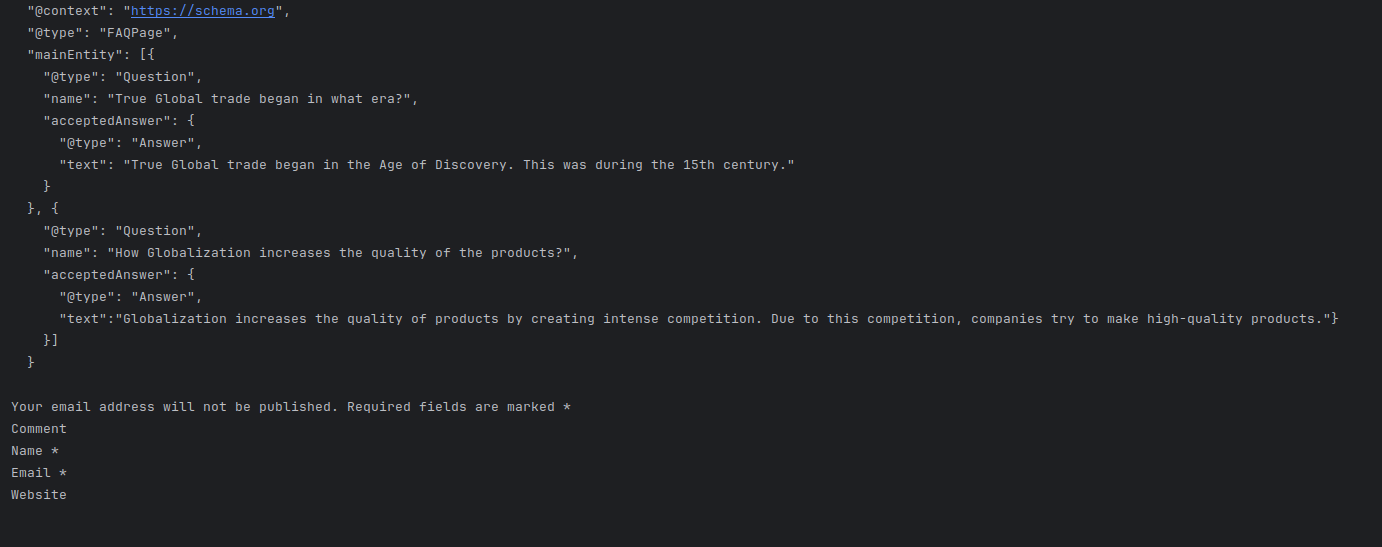 "@context": "https://schema.org",
"@type": "FAQPage",
"mainEntity": [{
"@type": "Question",
"name": "True Global trade began in what era?",
"acceptedAnswer": {
"@type": "Answer",
"text": "True Global trade began in the Age of Discovery. This was during the 15th century."
}
}, {
"@type": "Question",
"name": "How Globalization increases the quality of the products?",
"acceptedAnswer": {
"@type": "Answer",
"text":"Globalization increases the quality of products by creating intense competition. Due to this competition, companies try to make high-quality products."}
}]
}
Your email address will not be published. Required fields are marked *
Comment
Name *
Email *
Website